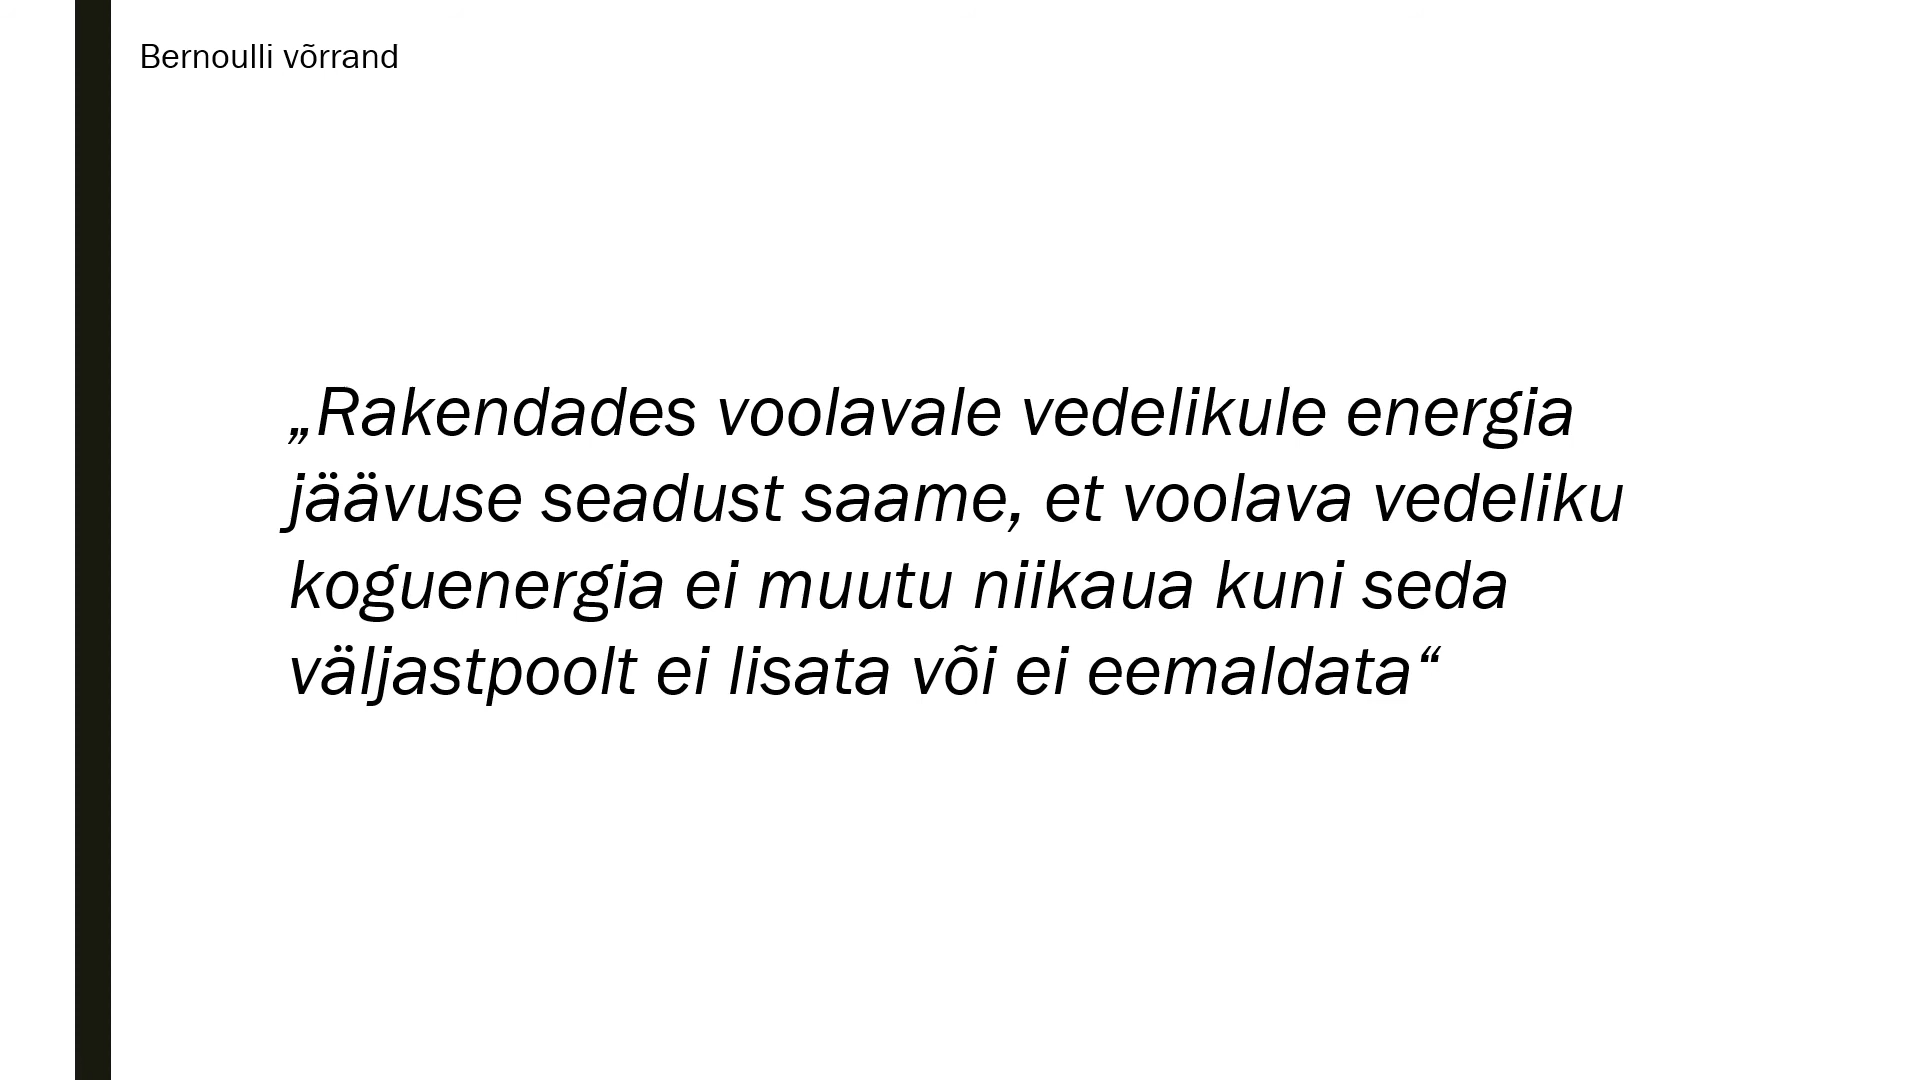 Bernoulli võrrand
„Rakendades voolavale vedelikule energia
jäävuse seadust saame, et voolava vedeliku
koguenergia ei muutu niikaua kuni seda
väljastpoolt ei lisata või ei eemaldata“